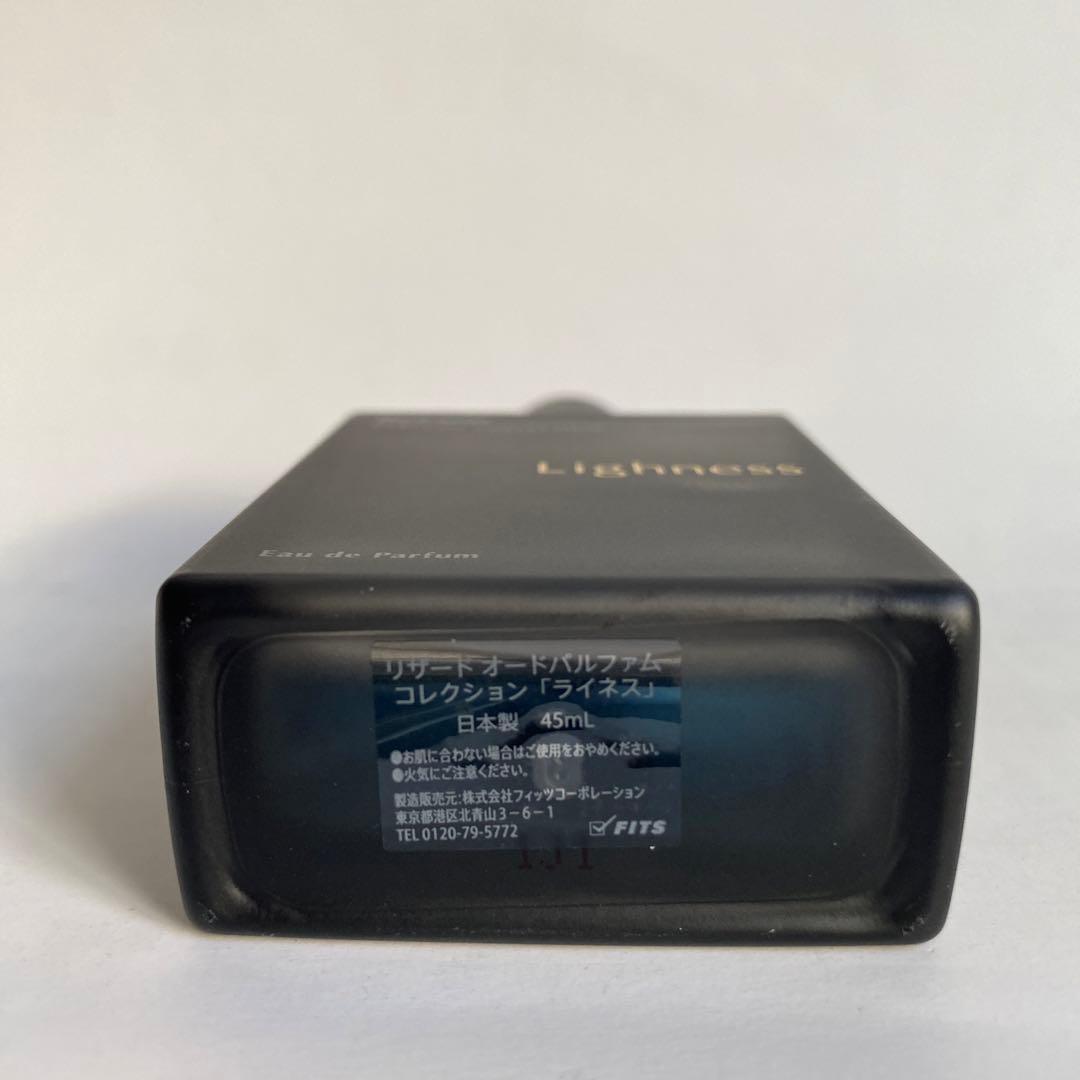 Lighness
Eau de Parfum
リザード オードパルファム
コレクション「ライネス」
日本製 45mL
●お肌に合わない場合はご使用をおやめください。
●火気にご注意ください。
製造販売元:株式会社フィッツコーポレーション
東京都港区北青山3-6-1
TEL 0120-79-5772
FITS